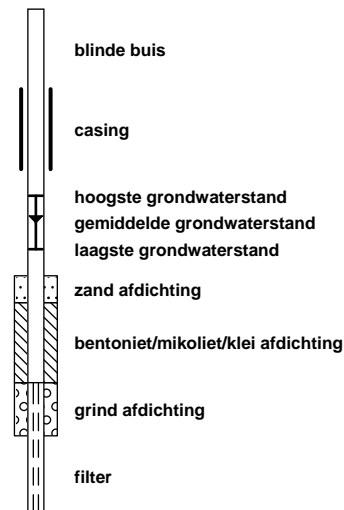 blinde buis
casing
hoogste grondwaterstand
gemiddelde grondwaterstand
laagste grondwaterstand
zand afdichting
bentoniet/mikoliet/klei afdichting
grind afdichting
filter